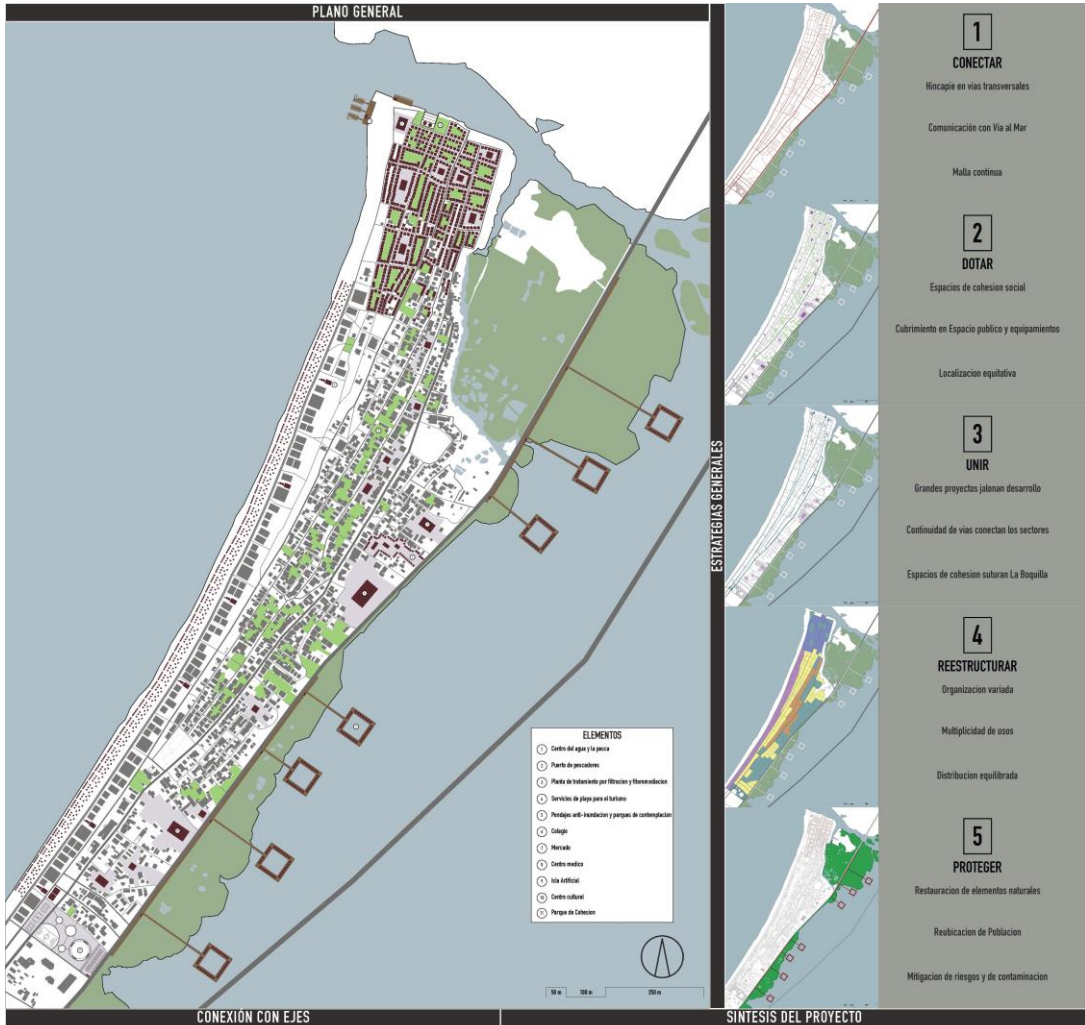 PLANO GENERAL
ELEMENTOS
1 Centro del agua y la pesca
2 Puerto de pescadores
3 Planta de tratamiento por filtracion y fitoremediacion
4 Servicios de playa para el turismo
5 Pondajes anti-inundacion y parques de contemplacion
6 Colegio
7 Mercado
8 Centro medico
9 Isla Artificial
10 Centro cultural
11 Parque de Cohesion
50 m 100 m 250 m
CONEXIÓN CON EJES
ESTRATEGIAS GENERALES
1
CONECTAR
Hincapie en vias transversales
Comunicación con Via al Mar
Malla continua
2
DOTAR
Espacios de cohesion social
Cubrimiento en Espacio publico y equipamientos
Localizacion equitativa
3
UNIR
Grandes proyectos jalonan desarrollo
Continuidad de vias conectan los sectores
Espacios de cohesion suturan La Boquilla
4
REESTRUCTURAR
Organizacion variada
Multiplicidad de usos
Distribucion equilibrada
5
PROTEGER
Restauracion de elementos naturales
Reubicacion de Poblacion
Mitigacion de riesgos y de contaminacion
SINTESIS DEL PROYECTO